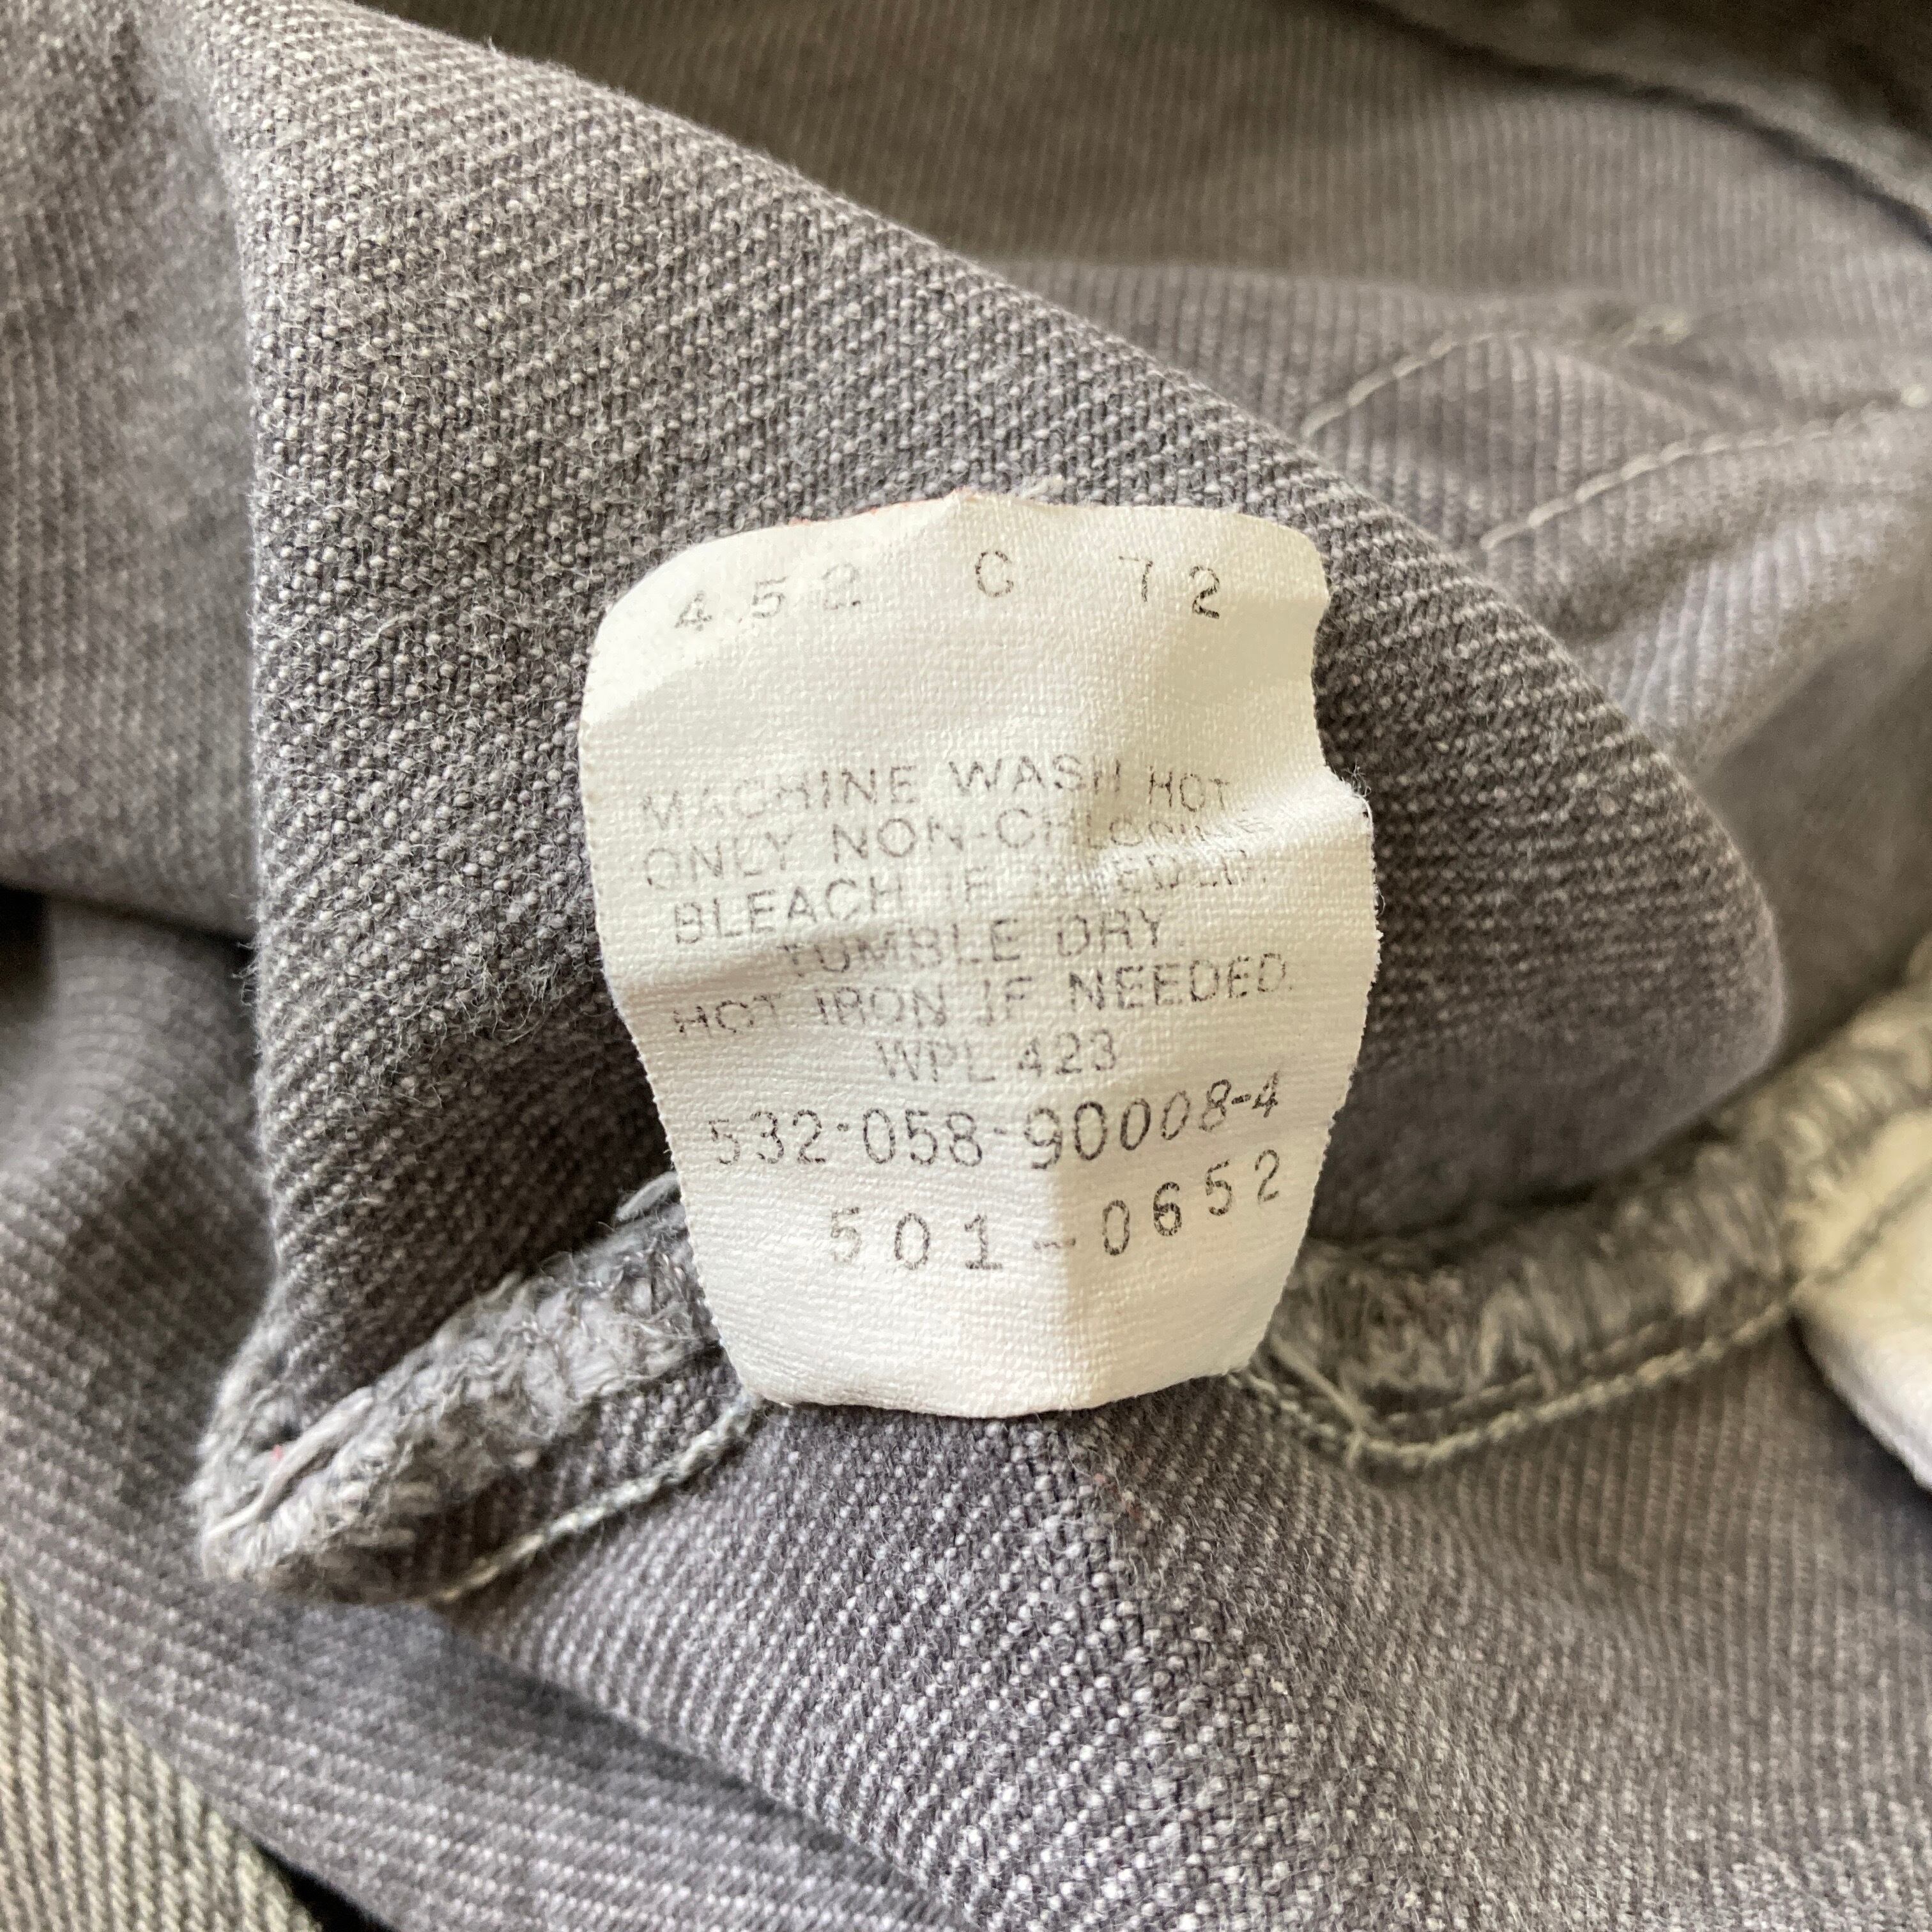 452 C 72
MACHINE WASH HOT
ONLY NON-CHLORINE
BLEACH IF NEEDED.
TUMBLE DRY.
HOT IRON IF NEEDED.
WPL 423
532-058-90008-4
501-0652